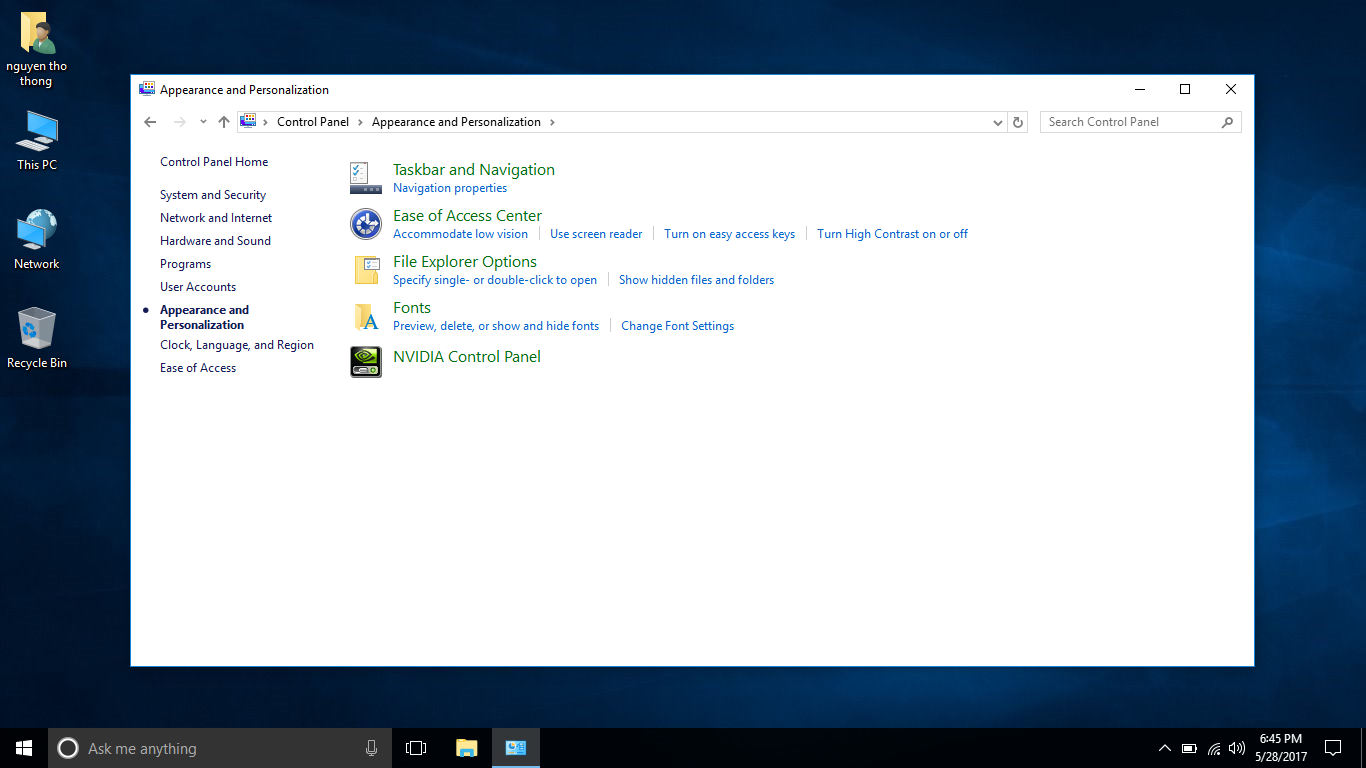 nguyen tho
thong
This PC
Network
Recycle Bin
Appearance and Personalization
Control Panel Appearance and Personalization
Search Control Panel
Control Panel Home
System and Security
Network and Internet
Hardware and Sound
Programs
User Accounts
Appearance and
Personalization
Clock, Language, and Region
Ease of Access
Taskbar and Navigation
Navigation properties
Ease of Access Center
Accommodate low vision Use screen reader Turn on easy access keys Turn High Contrast on or off
File Explorer Options
Specify single- or double-click to open Show hidden files and folders
Fonts
Preview, delete, or show and hide fonts Change Font Settings
NVIDIA Control Panel
Ask me anything
6:45 PM
5/28/2017